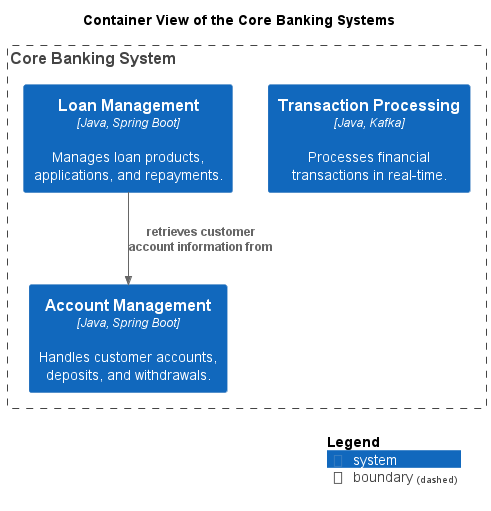 Container View of the Core Banking Systems
Core Banking System
Loan Management
[Java, Spring Boot]
Manages loan products,
applications, and repayments.
Transaction Processing
[Java, Kafka]
Processes financial
transactions in real-time.
retrieves customer
account information from
Account Management
[Java, Spring Boot]
Handles customer accounts,
deposits, and withdrawals.
Legend
system
boundary (dashed)